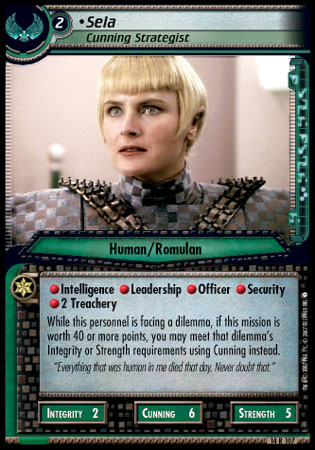 2 •Sela
Cunning Strategist
Human/Romulan
Intelligence Leadership Officer Security
2 Treachery
While this personnel is facing a dilemma, if this mission is
worth 40 or more points, you may meet that dilemma's
Integrity or Strength requirements using Cunning instead.
"Everything that was human in me died that day. Never doubt that."
INTEGRITY 2 CUNNING 6 STRENGTH 5
14 R 107